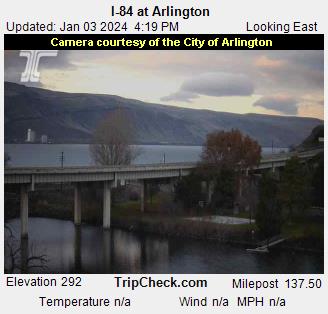 I-84 at Arlington
Updated: Jan 03 2024 4:19 PM Looking East
Camera courtesy of the City of Arlington
Elevation 292 TripCheck.com Milepost 137.50
Temperature n/a Wind n/a MPH n/a